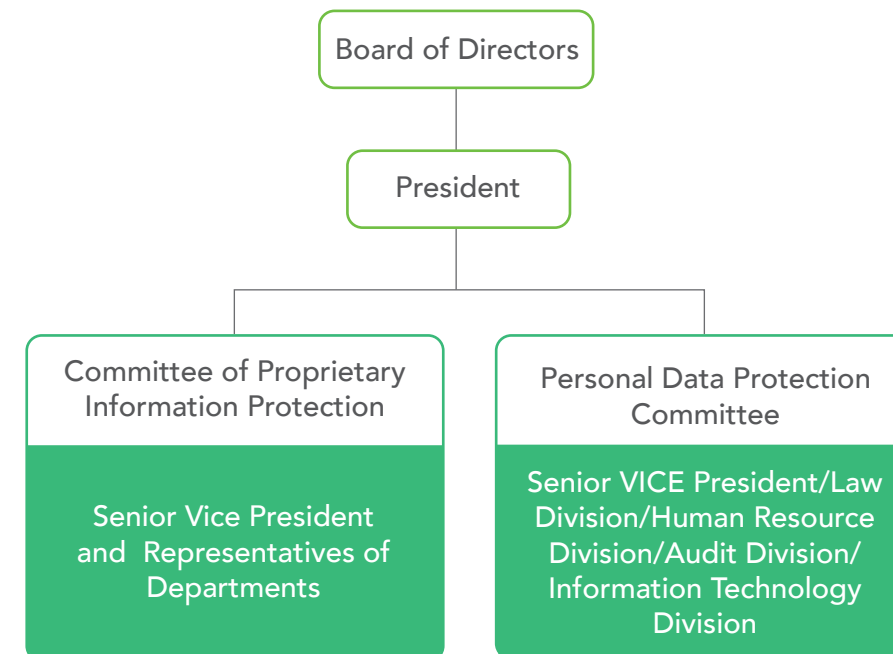 Board of Directors
President
Committee of Proprietary
Information Protection
Senior Vice President
and Representatives of
Departments
Personal Data Protection
Committee
Senior VICE President/Law
Division/Human Resource
Division/Audit Division/
Information Technology
Division